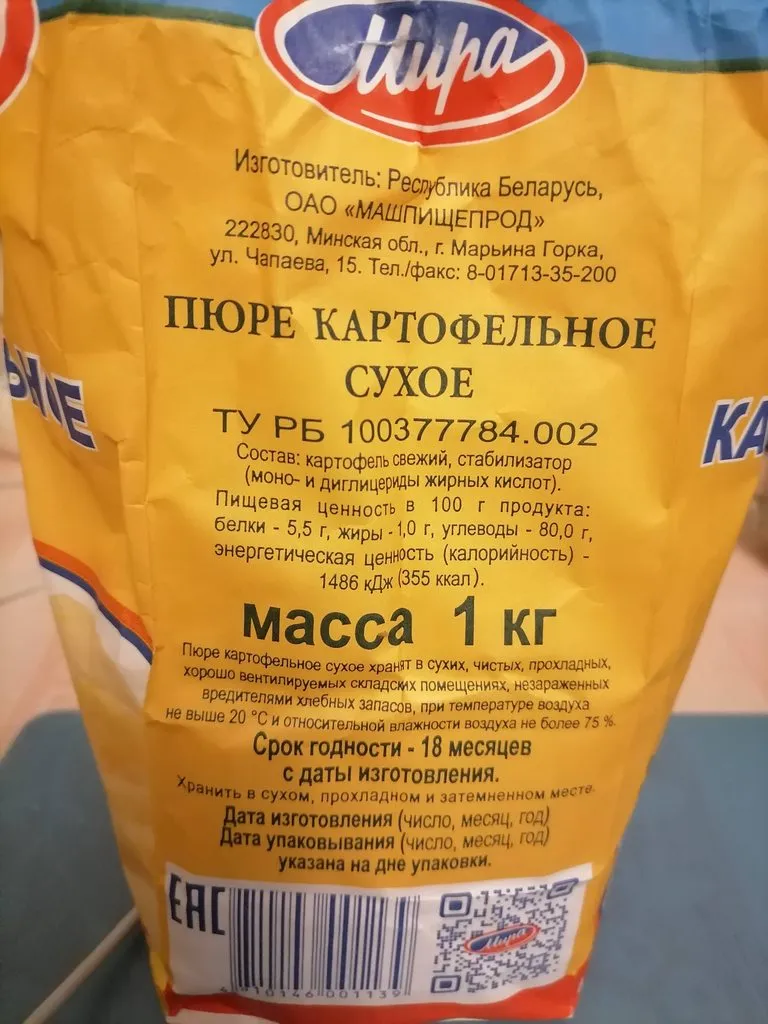 Мира
Изготовитель: Республика Беларусь,
ОАО «МАШПИЩЕПРОД»
222830, Минская обл., г. Марьина Горка,
ул. Чапаева, 15. Тел./факс: 8-01713-35-200
ПЮРЕ КАРТОФЕЛЬНОЕ
СУХОЕ
ЬНОЕ
КА
ТУ РБ 100377784.002
Состав: картофель свежий, стабилизатор
(моно- и диглицериды жирных кислот).
Пищевая ценность в 100 г продукта:
белки - 5,5 г, жиры - 1,0 г, углеводы - 80,0 г,
энергетическая ценность (калорийность) -
1486 кДж (355 ккал).
масса 1 кг
Пюре картофельное сухое хранят в сухих, чистых, прохладных,
хорошо вентилируемых складских помещениях, незараженных
вредителями хлебных запасов, при температуре воздуха
не выше 20 °С и относительной влажности воздуха не более 75 %.
Срок годности - 18 месяцев
с даты изготовления.
Хранить в сухом, прохладном и затемненном месте.
Дата изготовления (число, месяц, год)
Дата упаковывания (число, месяц, год)
указана на дне упаковки.
EAC
Мира
4 810146 001139